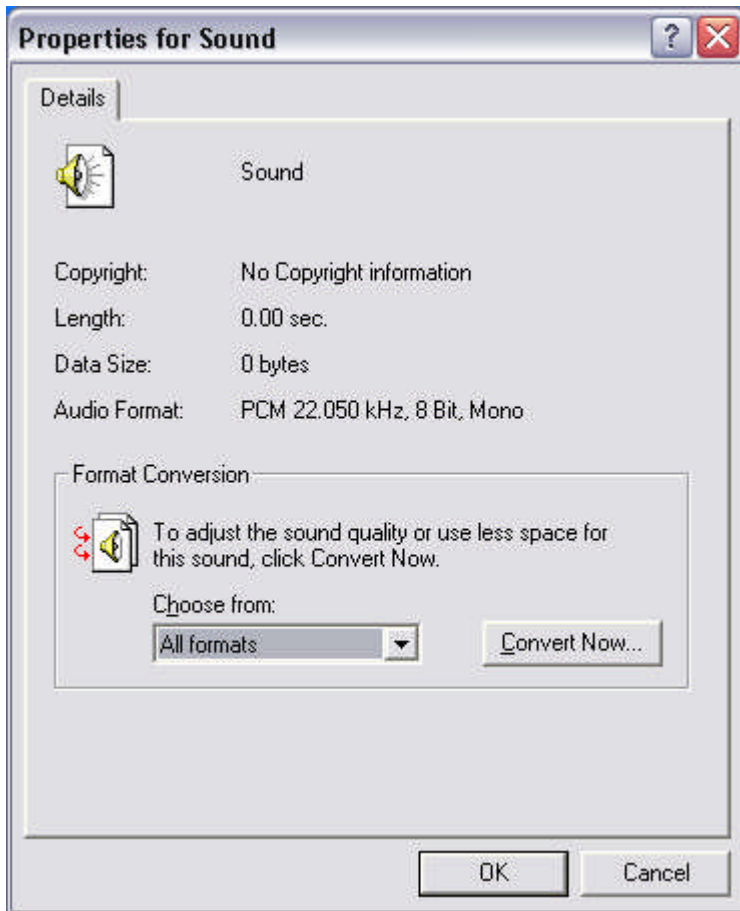 Properties for Sound
Details
Sound
Copyright: No Copyright information
Length: 0.00 sec.
Data Size: 0 bytes
Audio Format: PCM 22.050 kHz, 8 Bit, Mono
Format Conversion
To adjust the sound quality or use less space for
this sound, click Convert Now.
Choose from:
All formats
Convert Now...
OK Cancel